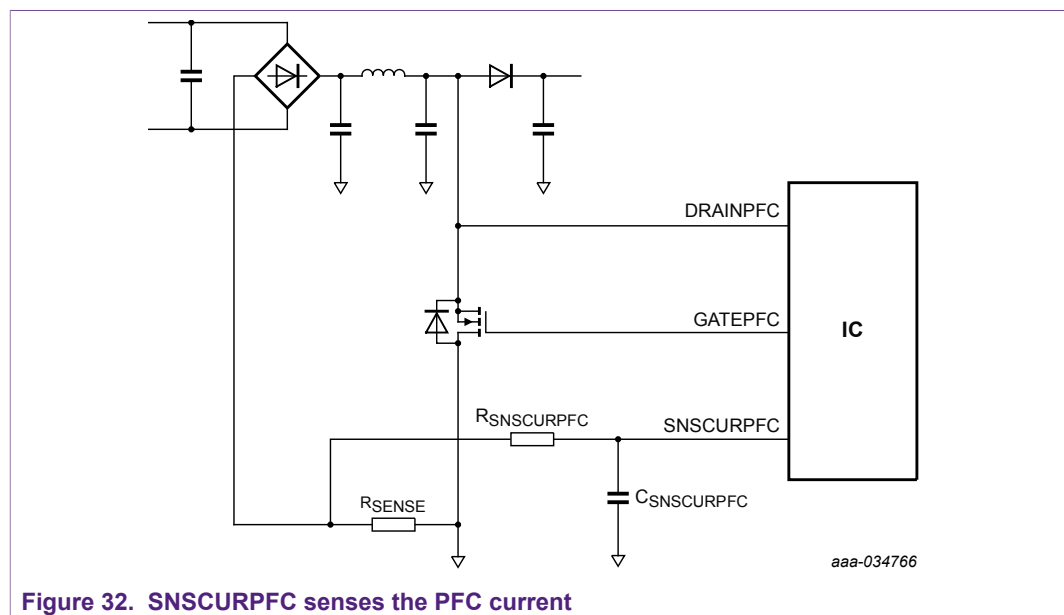 DRAINPFC
GATEPFC
IC
RSNSCURPFC
SNSCURPFC
RSENSE
CSNSCURPFC
aaa-034766
Figure 32. SNSCURPFC senses the PFC current